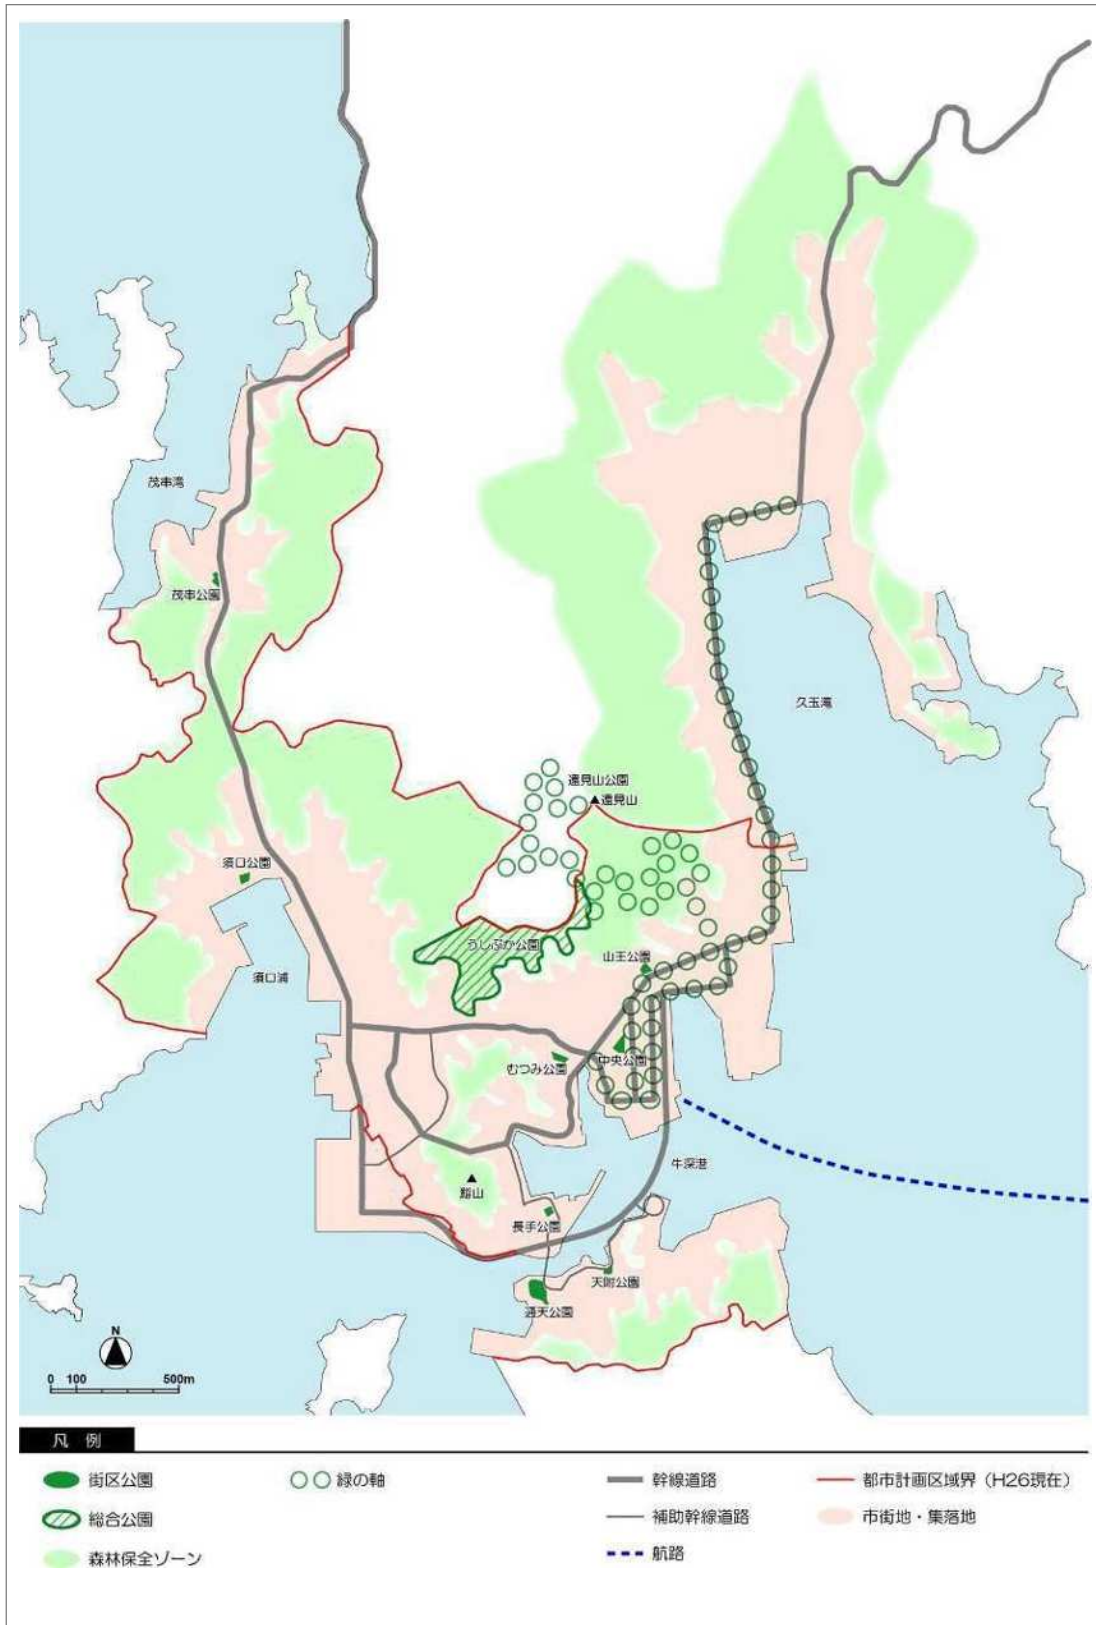 茂串湾
茂串公園
久玉湾
遠見山公園
▲遠見山
須口公園
うしぶか公園
山王公園
須口浦
中央公園
むつみ公園
牛深港
▲
長手公園
天附公園
通天公園
N
0 100 500m
凡 例
街区公園
緑の軸
幹線道路
都市計画区域界（H26現在）
総合公園
補助幹線道路
市街地・集落地
森林保全ゾーン
航路